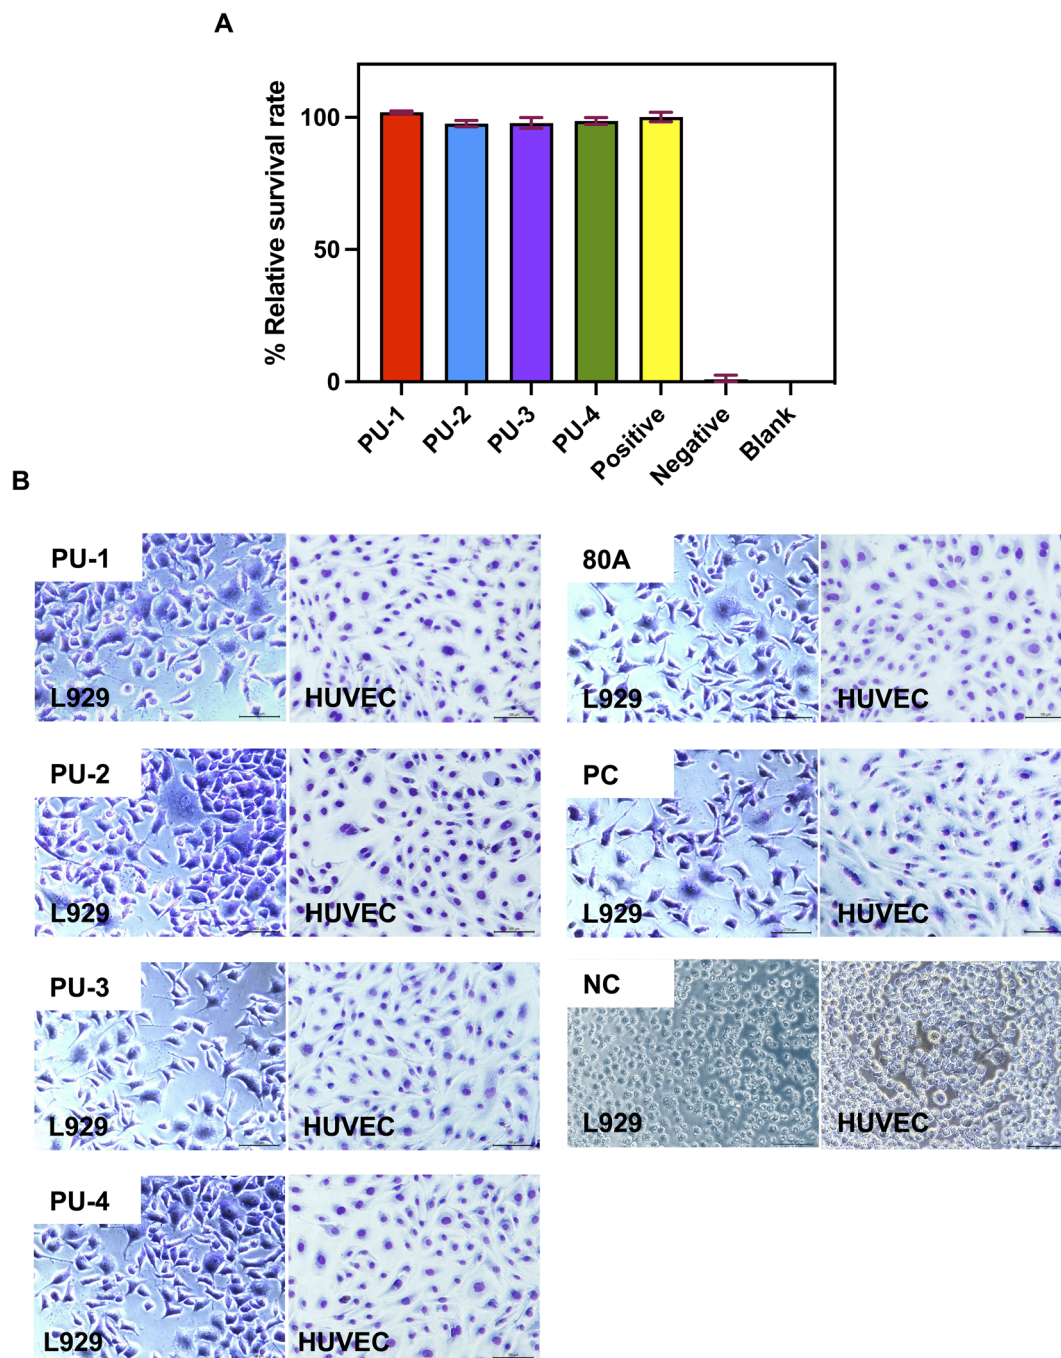 A
% Relative survival rate
100
50
0
PU-1
PU-2
PU-3
PU-4
Positive
Negative
Blank
B
PU-1
L929
HUVEC
80A
L929
HUVEC
PU-2
L929
HUVEC
PC
L929
HUVEC
PU-3
L929
HUVEC
NC
L929
HUVEC
PU-4
L929
HUVEC